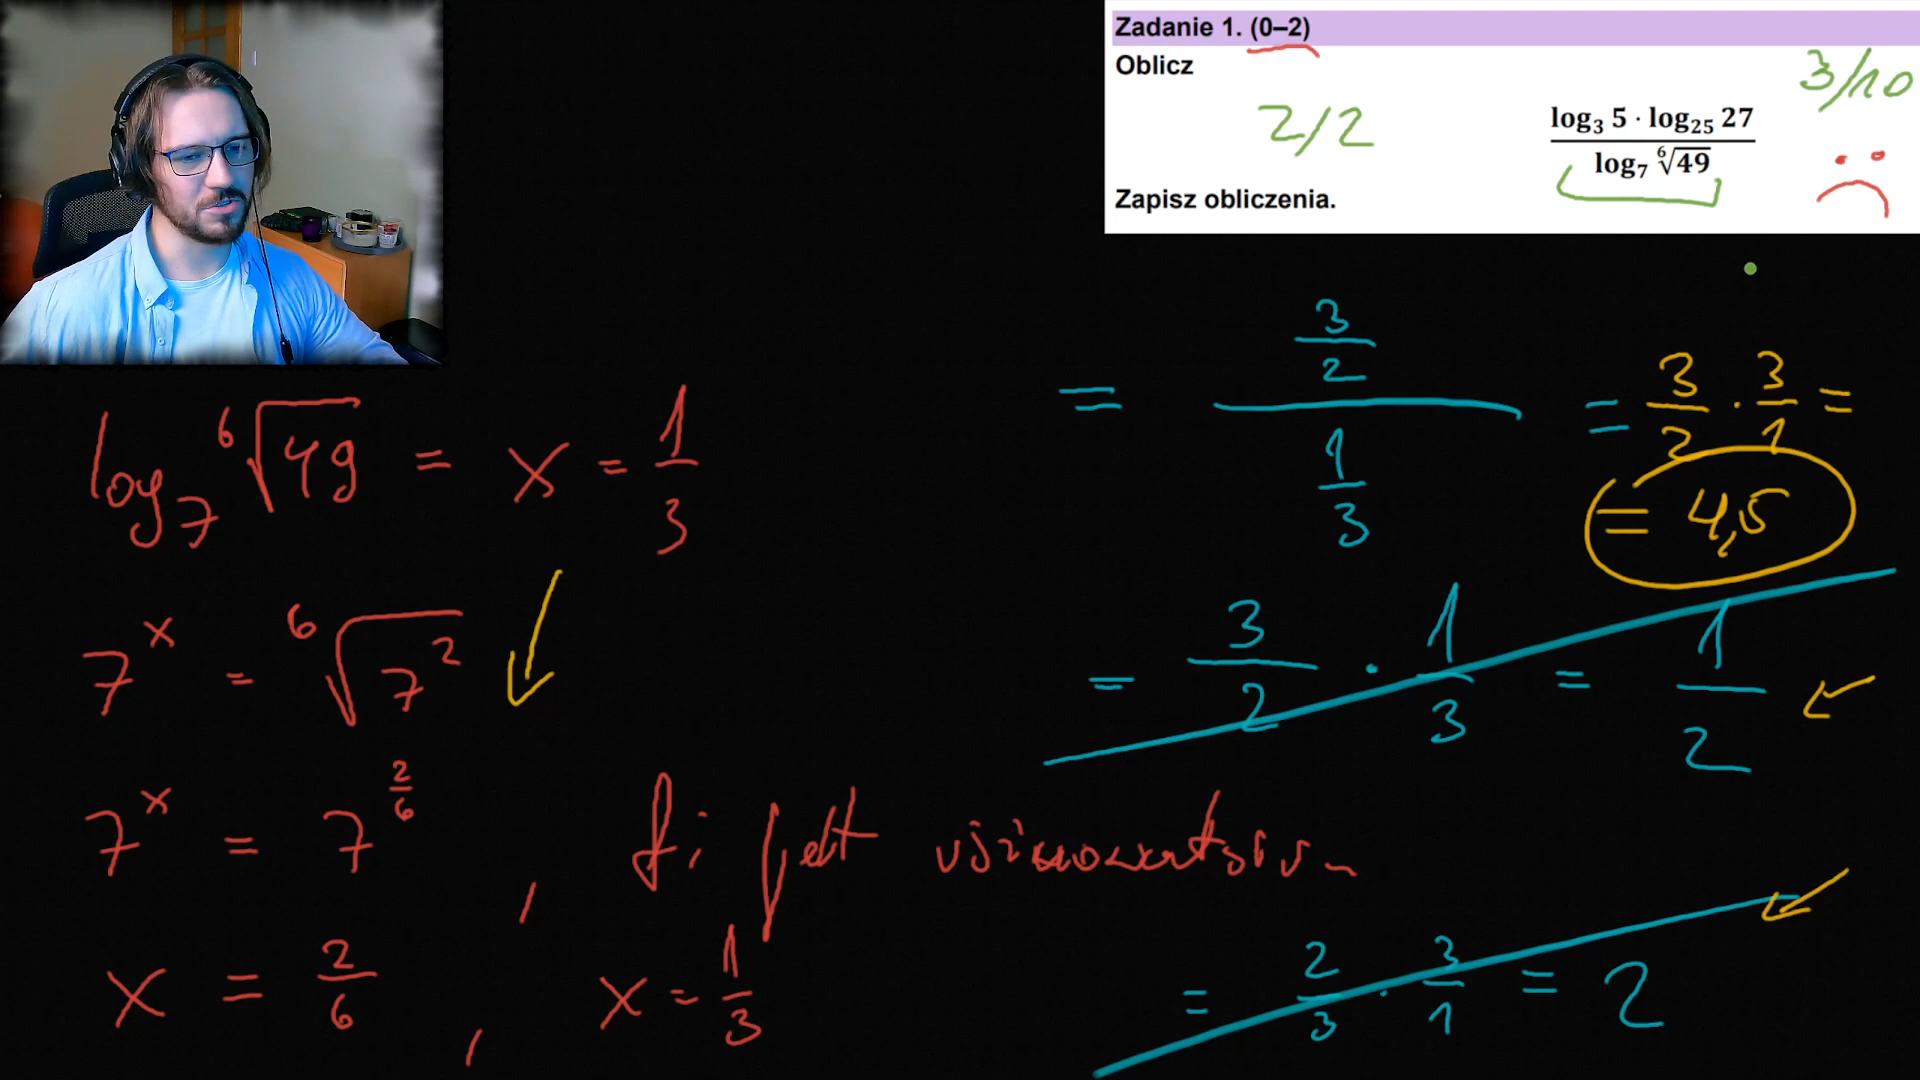 Zadanie 1. (0–2)
Oblicz
2/2
3/10
log₃ 5 · log₂₅ 27
log₇ ⁶√49
Zapisz obliczenia.
log₇ ⁶√49 = x = 1/3
7ˣ = ⁶√7²
7ˣ = 7^(2/6)
x = 2/6 , x = 1/3
= (3/2)/(1/3) = 3/2 · 3/1 =
= 4,5
= 3/2 · 1/3 = 1/2
= 2/3 · 3/1 = 2